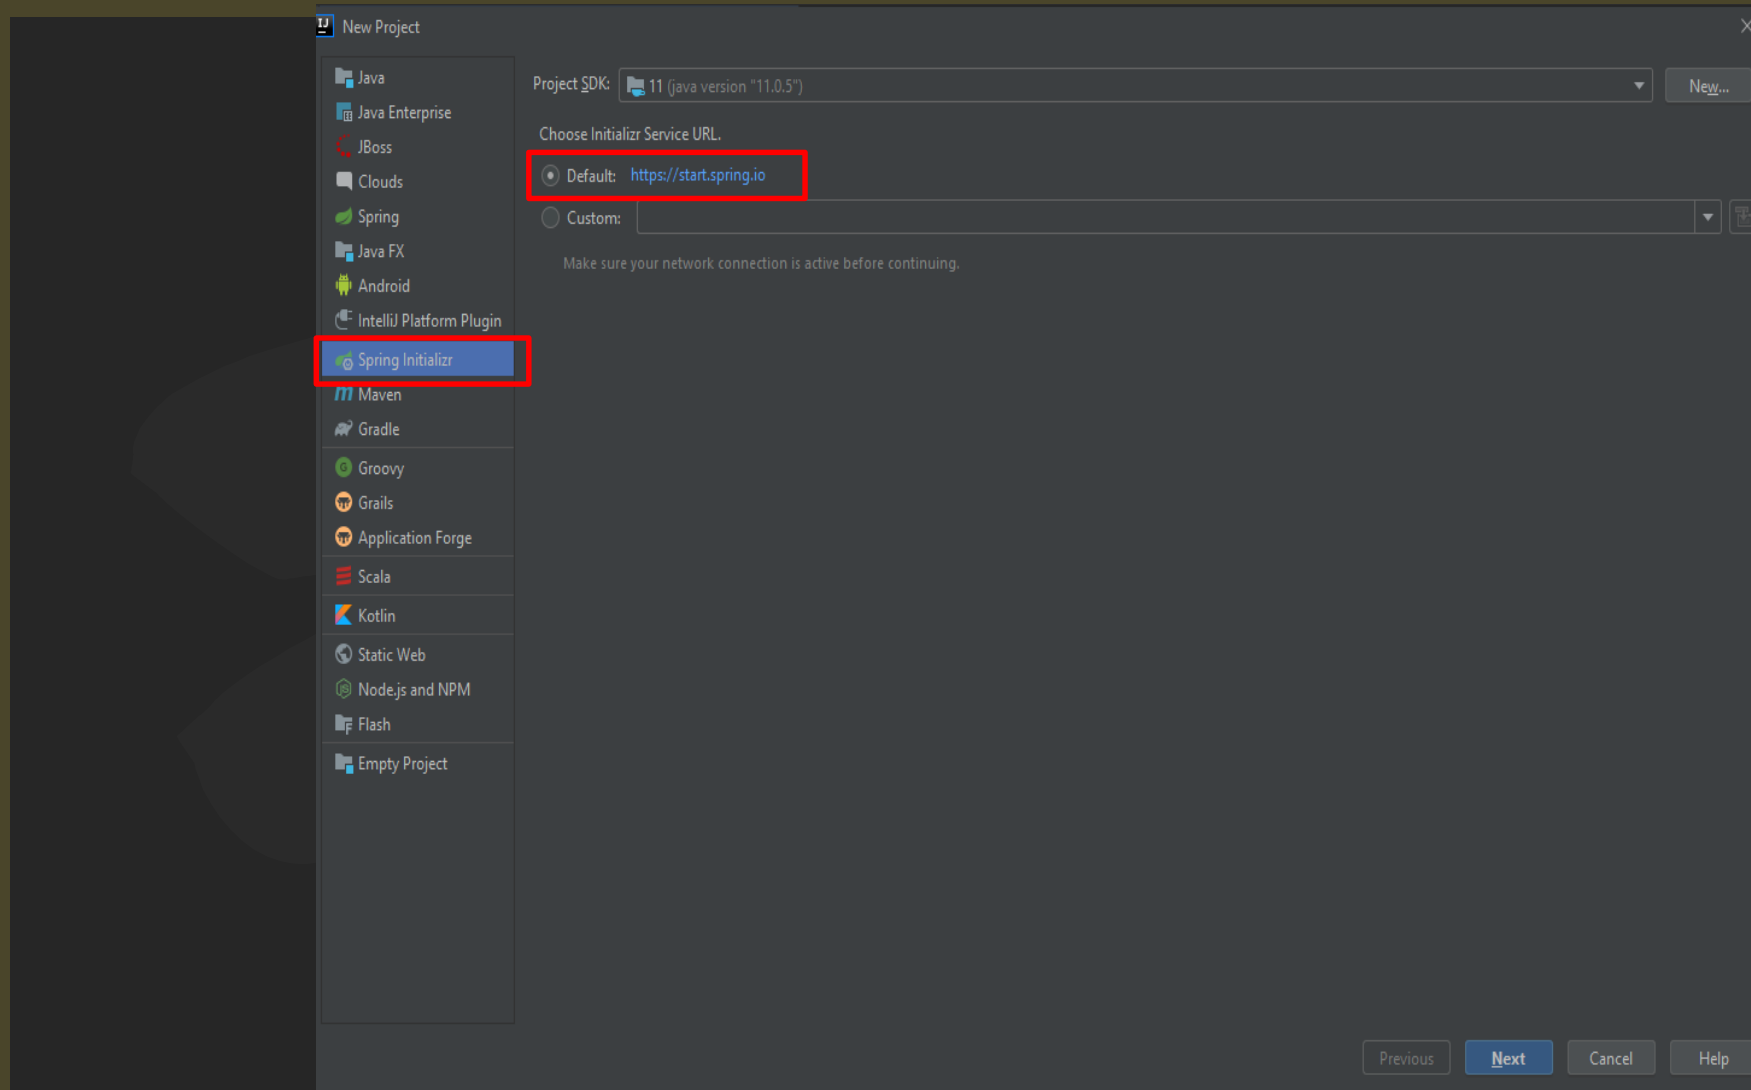 New Project
Java
Java Enterprise
JBoss
Clouds
Spring
Java FX
Android
IntelliJ Platform Plugin
Spring Initializr
Maven
Gradle
Groovy
Grails
Application Forge
Scala
Kotlin
Static Web
Node.js and NPM
Flash
Empty Project
Project SDK: 11 (java version "11.0.5") New...
Choose Initializr Service URL.
Default: https://start.spring.io
Custom:
Make sure your network connection is active before continuing.
Previous Next Cancel Help